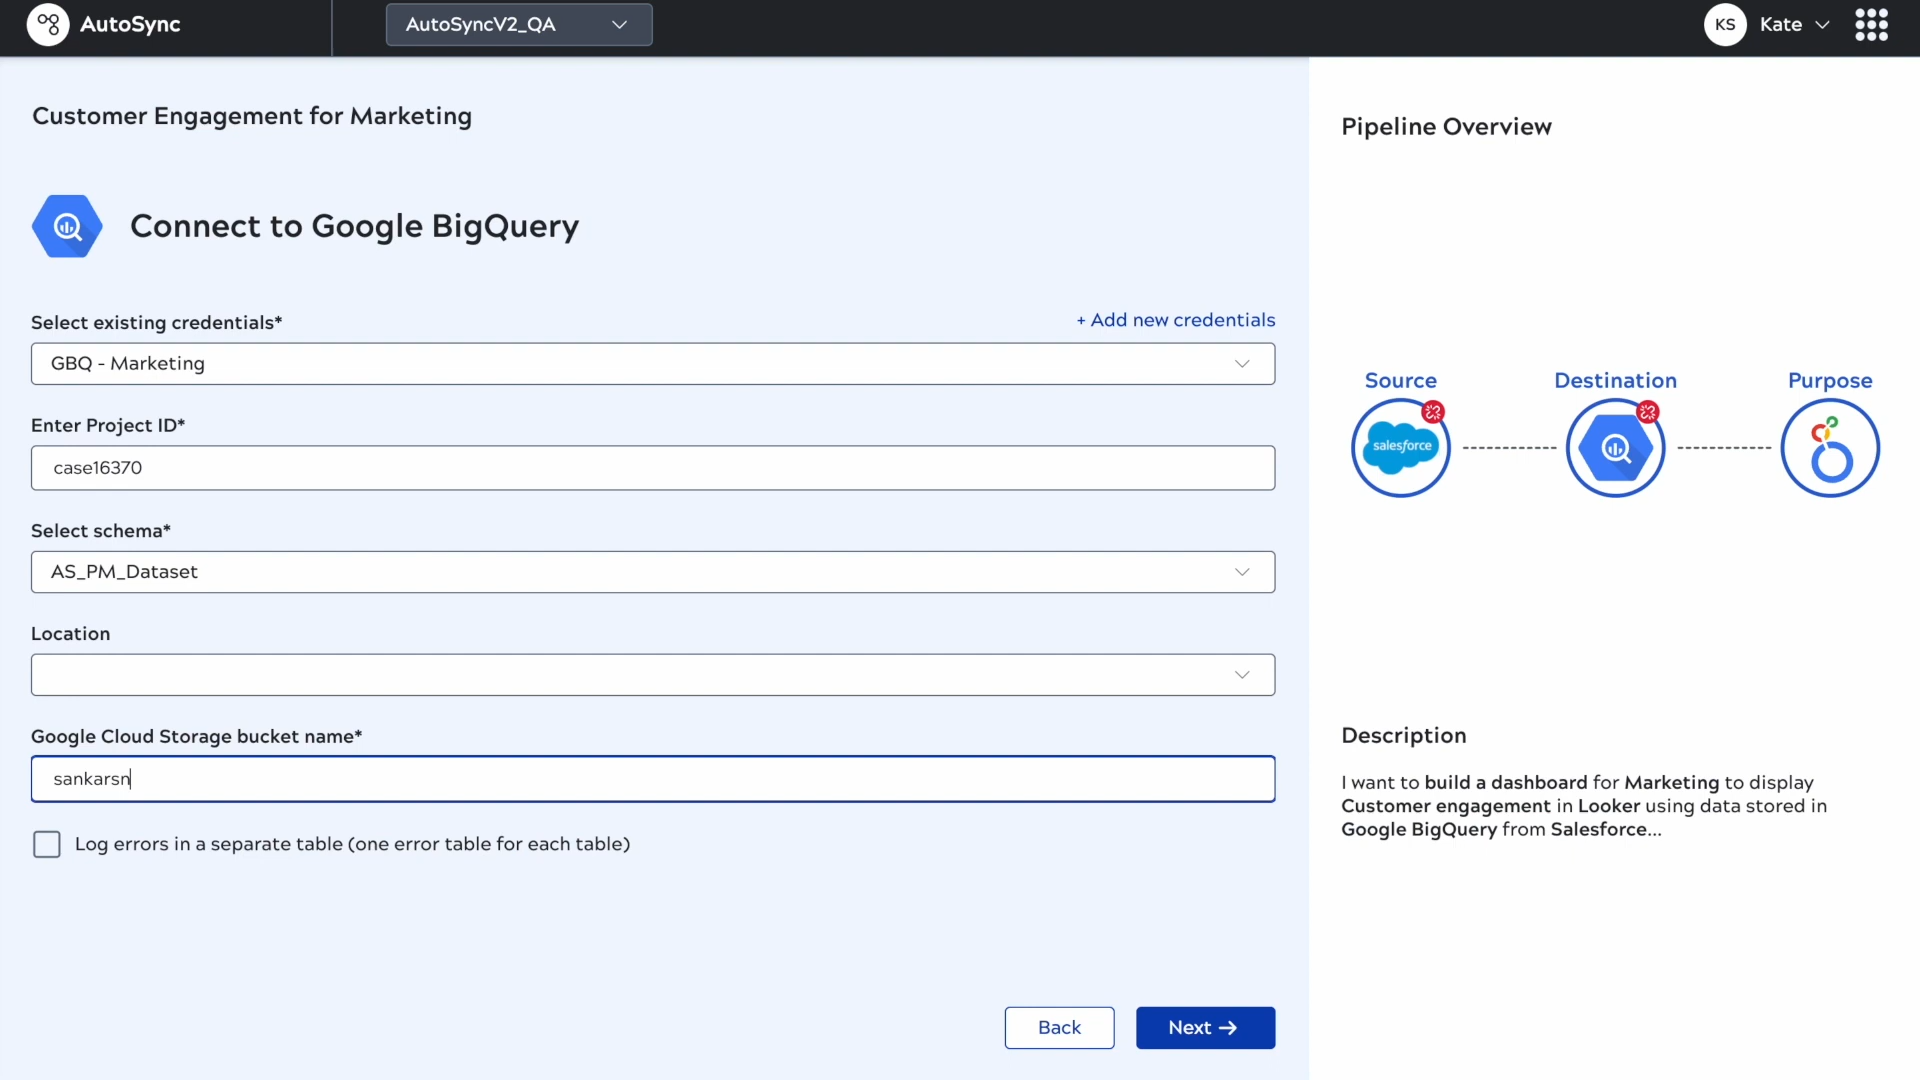 AutoSync
AutoSyncV2_QA
KS
Kate
Customer Engagement for Marketing
Connect to Google BigQuery
Select existing credentials*
+ Add new credentials
GBQ - Marketing
Enter Project ID*
case16370
Select schema*
AS_PM_Dataset
Location
Google Cloud Storage bucket name*
sankarsn
Log errors in a separate table (one error table for each table)
Back
Next →
Pipeline Overview
Source
Destination
Purpose
salesforce
Description
I want to build a dashboard for Marketing to display
Customer engagement in Looker using data stored in
Google BigQuery from Salesforce...